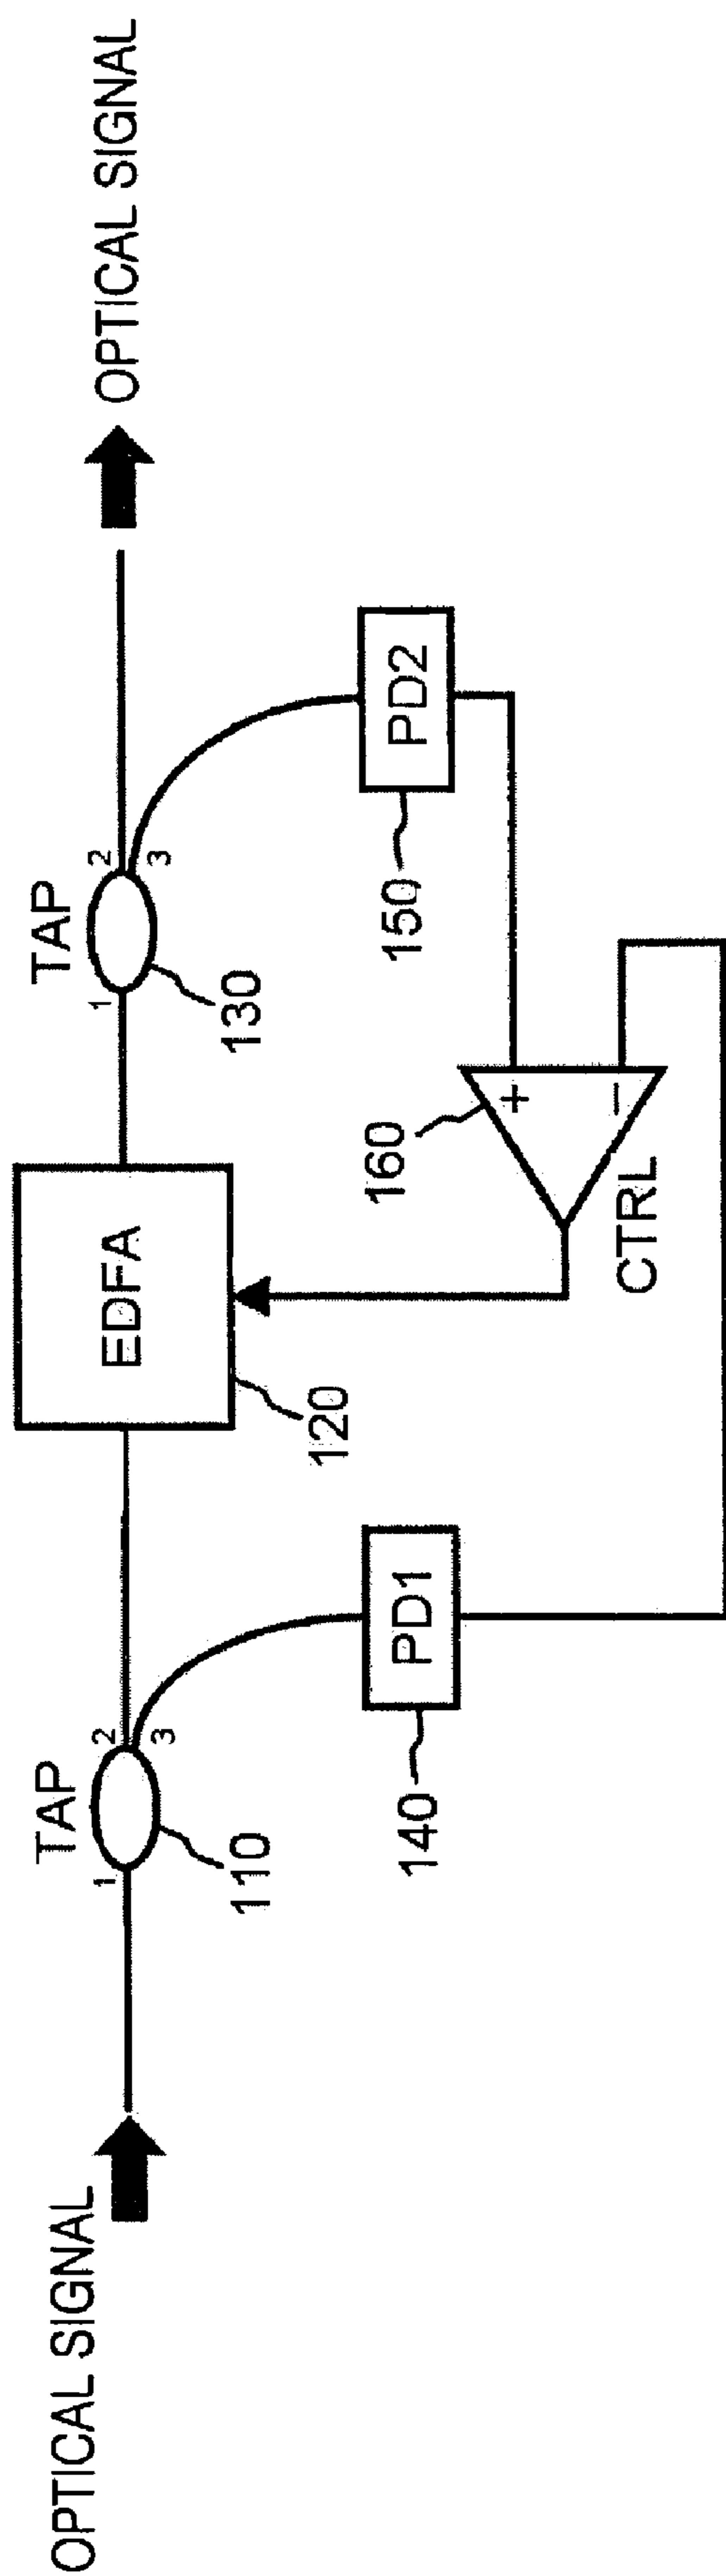 OPTICAL SIGNAL
TAP
1
2
3
110
EDFA
120
TAP
1
2
3
130
OPTICAL SIGNAL
PD1
140
PD2
150
160
+
−
CTRL